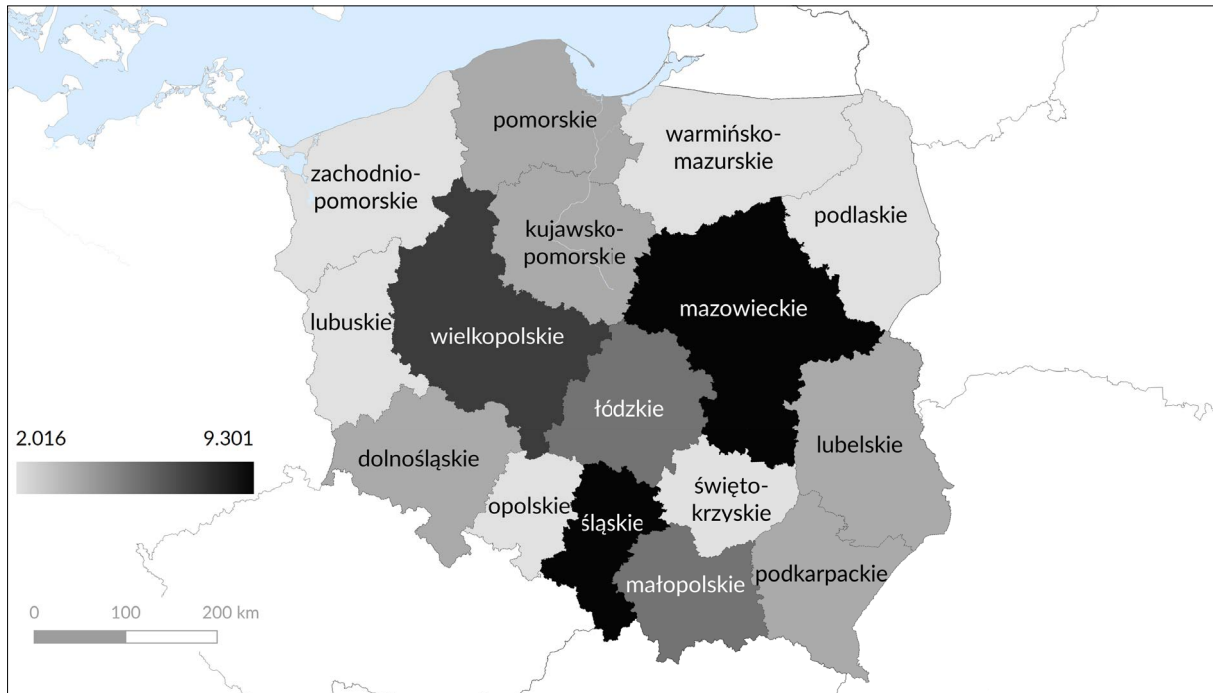 pomorskie
warmińsko-
mazurskie
zachodnio-
pomorskie
podlaskie
kujawsko-
pomorskie
mazowieckie
lubuskie
wielkopolskie
łódzkie
2.016 9.301
lubelskie
dolnośląskie
święto-
krzyskie
opolskie
śląskie
małopolskie
podkarpackie
0 100 200 km